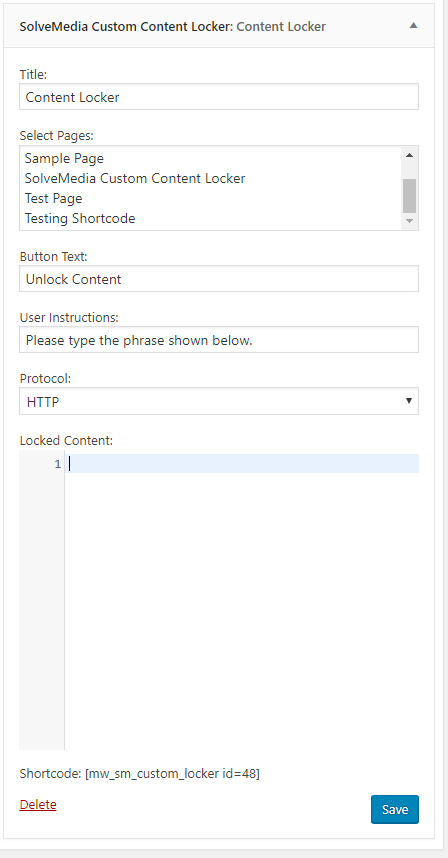 SolveMedia Custom Content Locker: Content Locker
Title:
Content Locker
Select Pages:
Sample Page
SolveMedia Custom Content Locker
Test Page
Testing Shortcode
Button Text:
Unlock Content
User Instructions:
Please type the phrase shown below.
Protocol:
HTTP
Locked Content:
1
Shortcode: [mw_sm_custom_locker id=48]
Delete
Save